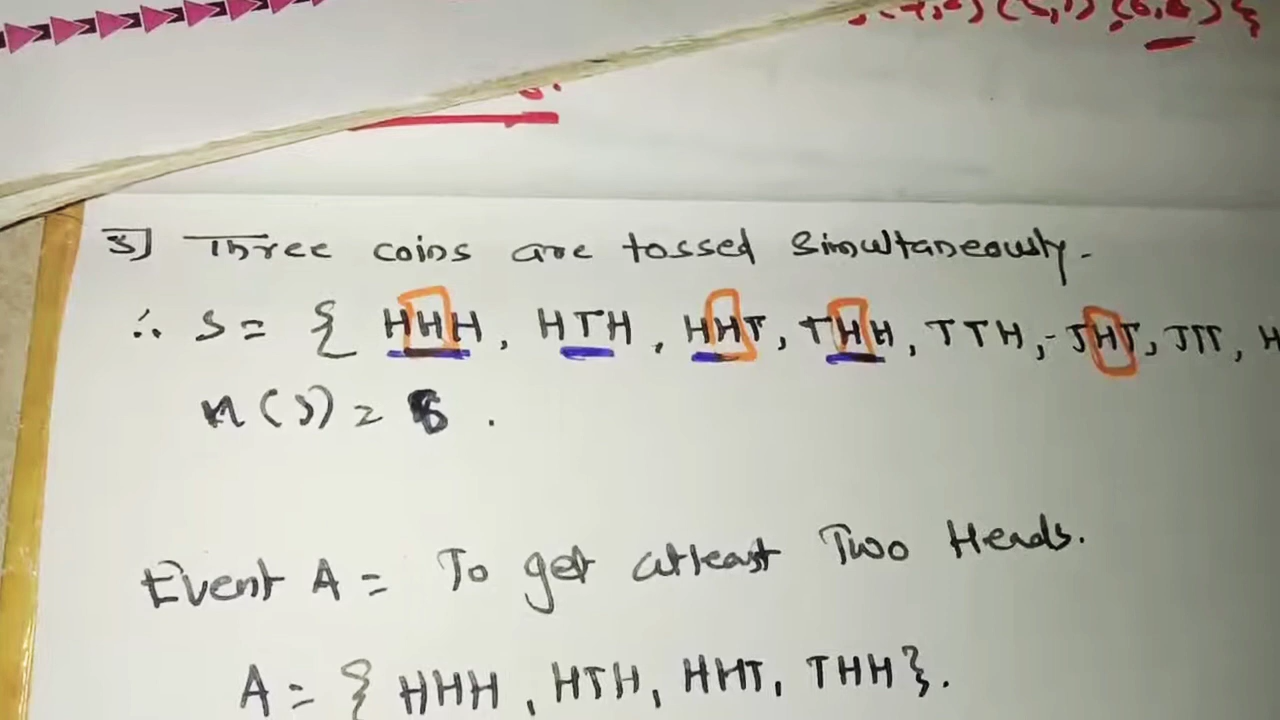 3] Three coins are tossed simultaneously.
∴ S = { HHH, HTH, HHT, THH, TTH, THT, TTT, H
n(S) =
Event A = To get atleast Two Heads.
A = { HHH, HTH, HHT, THH }.